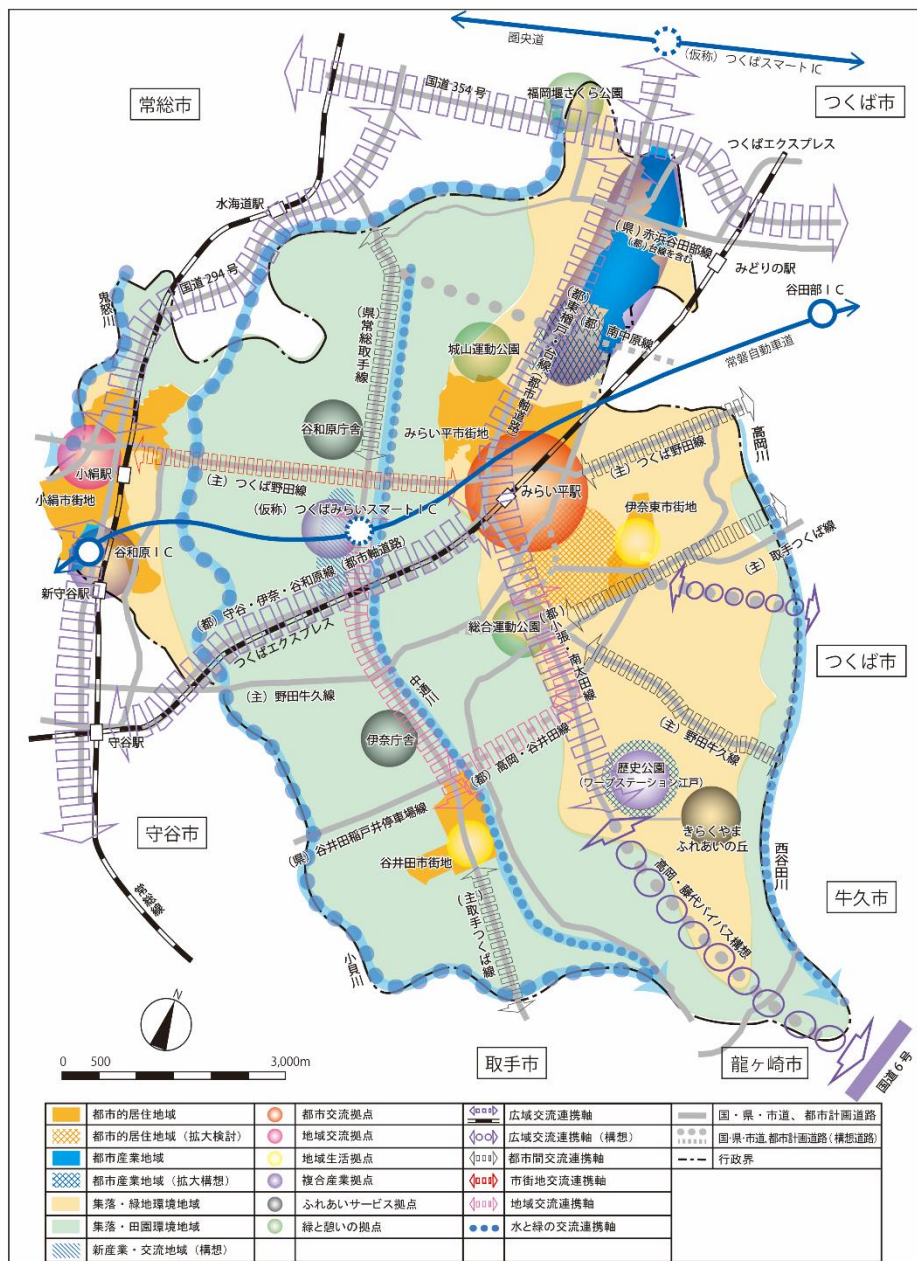 圏央道
(仮称)つくばスマートIC
常総市
国道354号
福岡堰さくら公園
つくば市
つくばエクスプレス
水海道駅
(県)赤浜谷田部線
(都)台線を含む
みどりの駅
国道294号
鬼怒川
谷田部IC
(県)常総取手線
(都)東楢戸・台線(都市軸道路)
(都)南中原線
城山運動公園
常磐自動車道
谷和原庁舎
みらい平市街地
高岡川
小絹駅
(主)つくば野田線
(主)つくば野田線
みらい平駅
小絹市街地
(仮称)つくばみらいスマートIC
伊奈東市街地
谷和原IC
(主)取手つくば線
新守谷駅
(都)守谷・伊奈・谷和原線(都市軸道路)
つくばエクスプレス
総合運動公園
(都)小張・南太田線
つくば市
(主)野田牛久線
中通川
(主)野田牛久線
守谷駅
伊奈庁舎
(都)高岡・谷井田線
歴史公園
(ワープステーション江戸)
きらくやま
ふれあいの丘
守谷市
(県)谷井田稲戸井停車場線
谷井田市街地
西谷田川
牛久市
高岡・藤代バイパス構想
常総線
(主取手つくば線)
小貝川
N
0 500 3,000m
取手市
龍ヶ崎市
国道6号
都市的居住地域
都市交流拠点
広域交流連携軸
国・県・市道、都市計画道路
都市的居住地域(拡大検討)
地域交流拠点
広域交流連携軸(構想)
国・県・市道、都市計画道路(構想道路)
都市産業地域
地域生活拠点
都市間交流連携軸
行政界
都市産業地域(拡大構想)
複合産業拠点
市街地交流連携軸
集落・緑地環境地域
ふれあいサービス拠点
地域交流連携軸
集落・田園環境地域
緑と憩いの拠点
水と緑の交流連携軸
新産業・交流地域(構想)